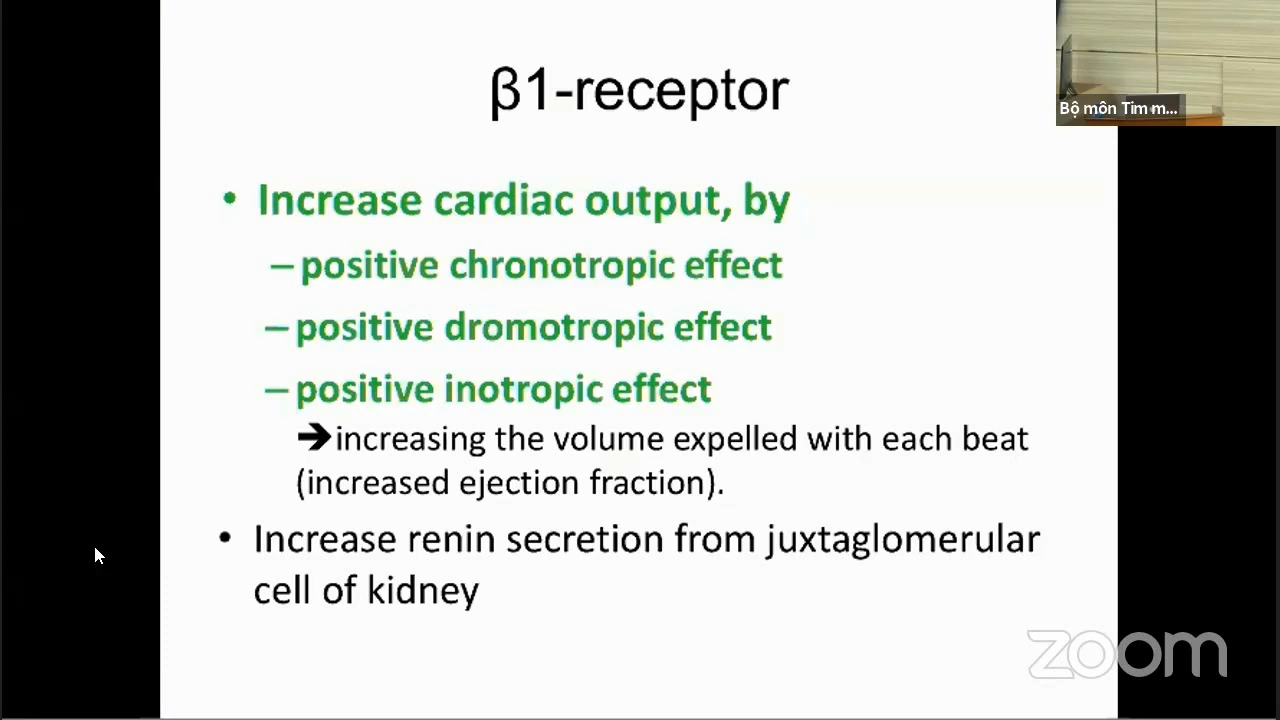 β1-receptor
Bộ môn Tim m...
• Increase cardiac output, by
– positive chronotropic effect
– positive dromotropic effect
– positive inotropic effect
➔increasing the volume expelled with each beat
(increased ejection fraction).
• Increase renin secretion from juxtaglomerular
cell of kidney
zoom